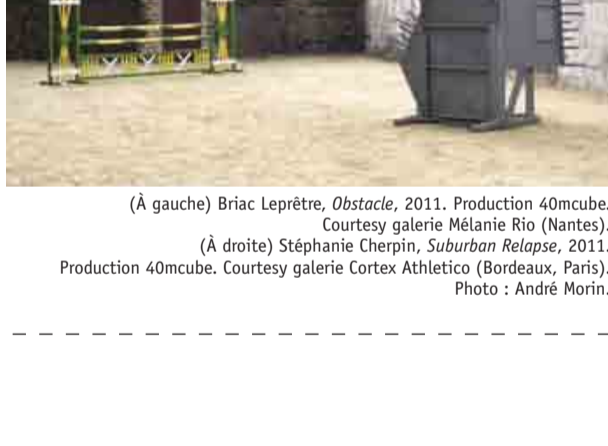 (À gauche) Briac Leprêtre, Obstacle, 2011. Production 40mcube.
Courtesy galerie Mélanie Rio (Nantes).
(À droite) Stéphanie Cherpin, Suburban Relapse, 2011.
Production 40mcube. Courtesy galerie Cortex Athletico (Bordeaux, Paris).
Photo : André Morin.